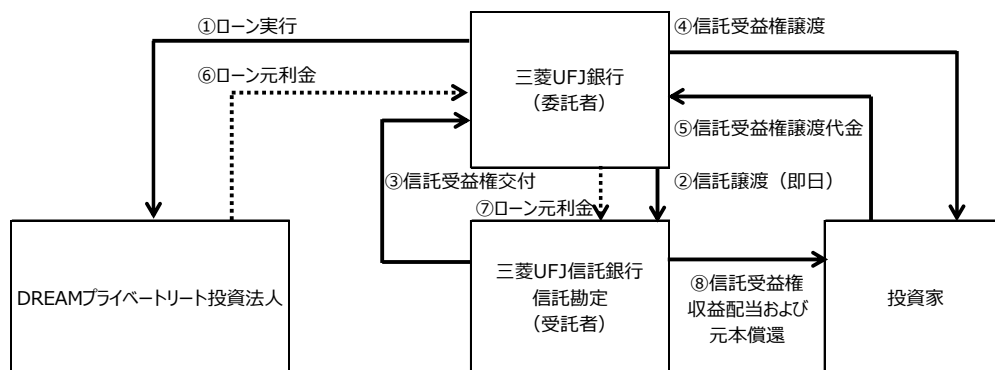 ①ローン実行
④信託受益権譲渡
⑥ローン元利金
三菱UFJ銀行
（委託者）
⑤信託受益権譲渡代金
③信託受益権交付
②信託譲渡（即日）
⑦ローン元利金
DREAMプライベートリート投資法人
三菱UFJ信託銀行
信託勘定
（受託者）
⑧信託受益権
収益配当および
元本償還
投資家